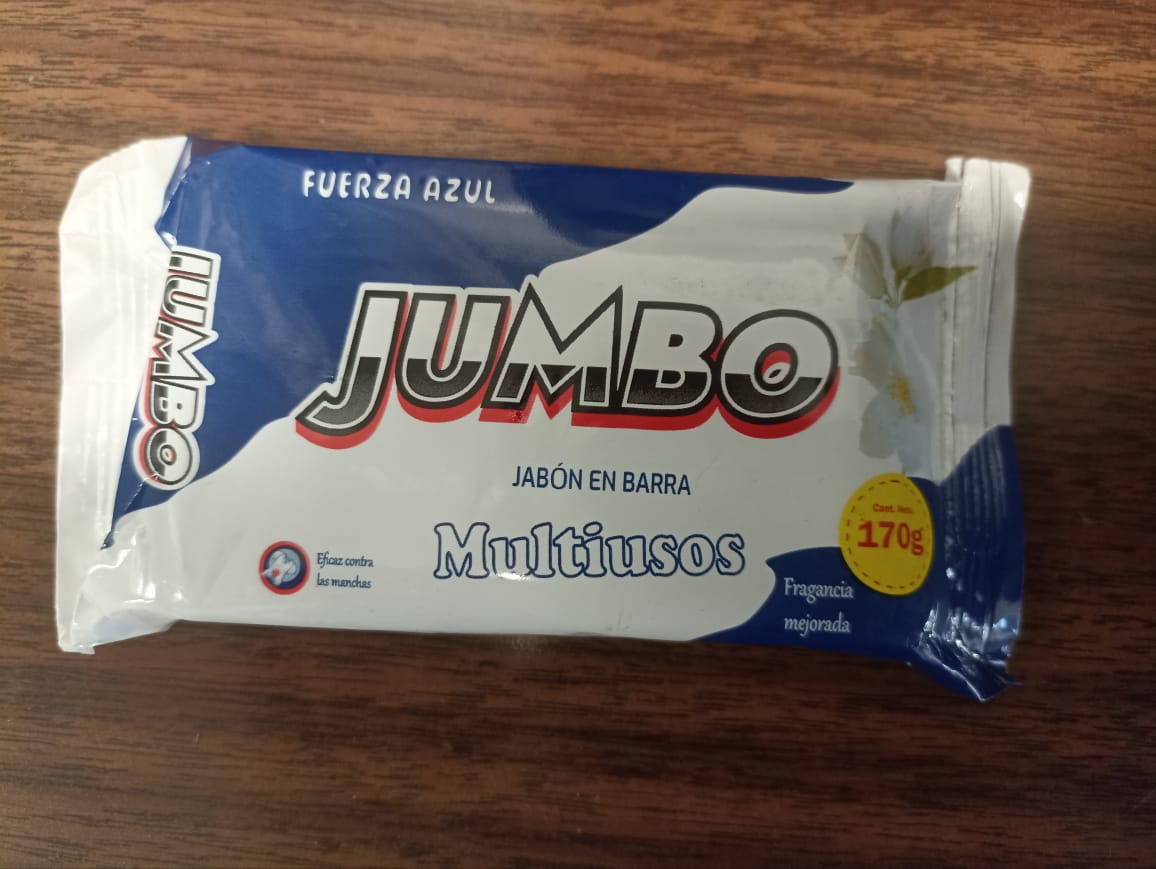 FUERZA AZUL
JUMBO
JUMBO
JABÓN EN BARRA
Multiusos
Eficaz contra
las manchas
Cont. Net.
170g
Fragancia
mejorada